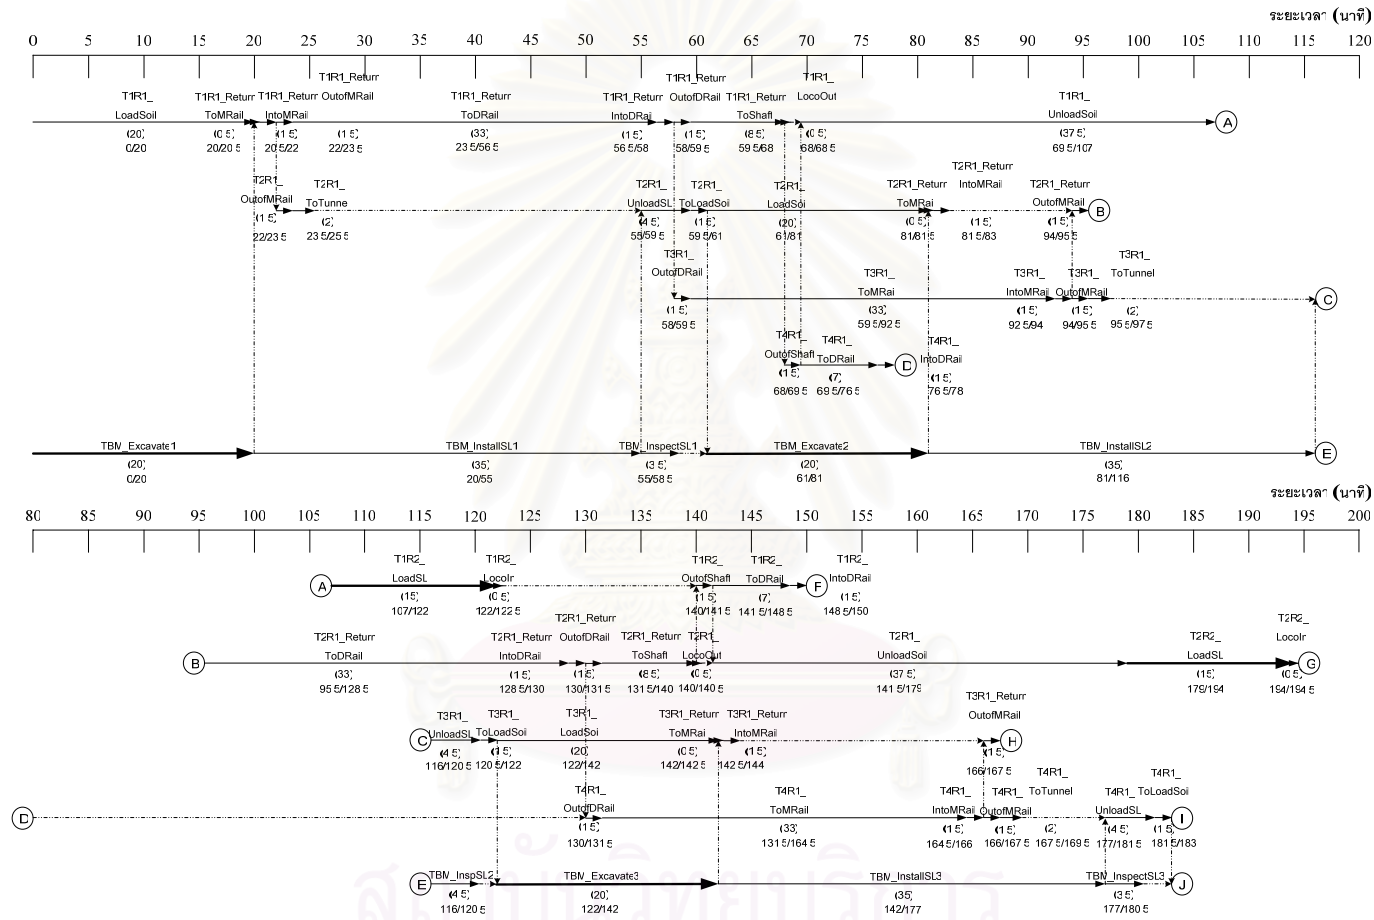 ระยะเวลา (นาที)
0 5 10 15 20 25 30 35 40 45 50 55 60 65 70 75 80 85 90 95 100 105 110 115 120
T1R1_Return T1R1_Return T1R1_
T1R1_ T1R1_Return T1R1_Return OutofMRail T1R1_Return T1R1_Return OutofDRail T1R1_Return LocoOut T1R1_
LoadSoil ToMRail IntoMRail ToDRail IntoDRail ToShaft UnloadSoil
(20) (0.5) (1.5) (1.5) (33) (1.5) (1.5) (8.5) (0.5) (37.5) A
0/20 20/20.5 20.5/22 22/23.5 23.5/56.5 56.5/58 58/59.5 59.5/68 68/68.5 69.5/107
T2R1_Return
T2R1_ T2R1_ T2R1_ T2R1_ T2R1_ T2R1_Return IntoMRail T2R1_Return
OutofMRail ToTunnel UnloadSL ToLoadSoil LoadSoil ToMRail OutofMRail
(1.5) (2) (4.5) (1.5) (20) (0.5) (1.5) (1.5) B
22/23.5 23.5/25.5 55/59.5 59.5/61 61/81 81/81.5 81.5/83 94/95.5
T3R1_ T3R1_
OutofDRail T3R1_ T3R1_ T3R1_ ToTunnel
ToMRail IntoMRail OutofMRail
(1.5) (33) (1.5) (1.5) (2) C
58/59.5 59.5/92.5 92.5/94 94/95.5 95.5/97.5
T4R1_ T4R1_ T4R1_
OutofShaft ToDRail IntoDRail
(1.5) (7) (1.5) D
68/69.5 69.5/76.5 76.5/78
TBM_Excavate1 TBM_InstallSL1 TBM_InspectSL1 TBM_Excavate2 TBM_InstallSL2
(20) (35) (3.5) (20) (35) E
0/20 20/55 55/58.5 61/81 81/116
ระยะเวลา (นาที)
80 85 90 95 100 105 110 115 120 125 130 135 140 145 150 155 160 165 170 175 180 185 190 195 200
T1R2_ T1R2_ T1R2_ T1R2_ T1R2_
A LoadSL LocoIn OutofShaft ToDRail F IntoDRail
(15) (0.5) (1.5) (7) (1.5)
107/122 122/122.5 140/141.5 141.5/148.5 148.5/150
T2R1_Return T2R2_
T2R1_Return T2R1_Return OutofDRail T2R1_Return T2R1_ T2R1_ T2R2_ LocoIn
B ToDRail IntoDRail ToShaft LocoOut UnloadSoil LoadSL G
(33) (1.5) (1.5) (8.5) (0.5) (37.5) (15) (0.5)
95.5/128.5 128.5/130 130/131.5 131.5/140 140/140.5 141.5/179 179/194 194/194.5
T3R1_Return
T3R1_ T3R1_ T3R1_ T3R1_Return T3R1_Return OutofMRail
C UnloadSL ToLoadSoil LoadSoil ToMRail IntoMRail H
(4.5) (1.5) (20) (0.5) (1.5) (1.5)
116/120.5 120.5/122 122/142 142/142.5 142.5/144 166/167.5
T4R1_ T4R1_
T4R1_ T4R1_ T4R1_ T4R1_ ToTunnel T4R1_ ToLoadSoil
D OutofDRail ToMRail IntoMRail OutofMRail UnloadSL I
(1.5) (33) (1.5) (1.5) (2) (4.5) (1.5)
130/131.5 131.5/164.5 164.5/166 166/167.5 167.5/169.5 177/181.5 181.5/183
E TBM_InspSL2 TBM_Excavate3 TBM_InstallSL3 TBM_InspectSL3 J
(4.5) (20) (35) (3.5)
116/120.5 122/142 142/177 177/180.5
สถาบันวิทยบริการ